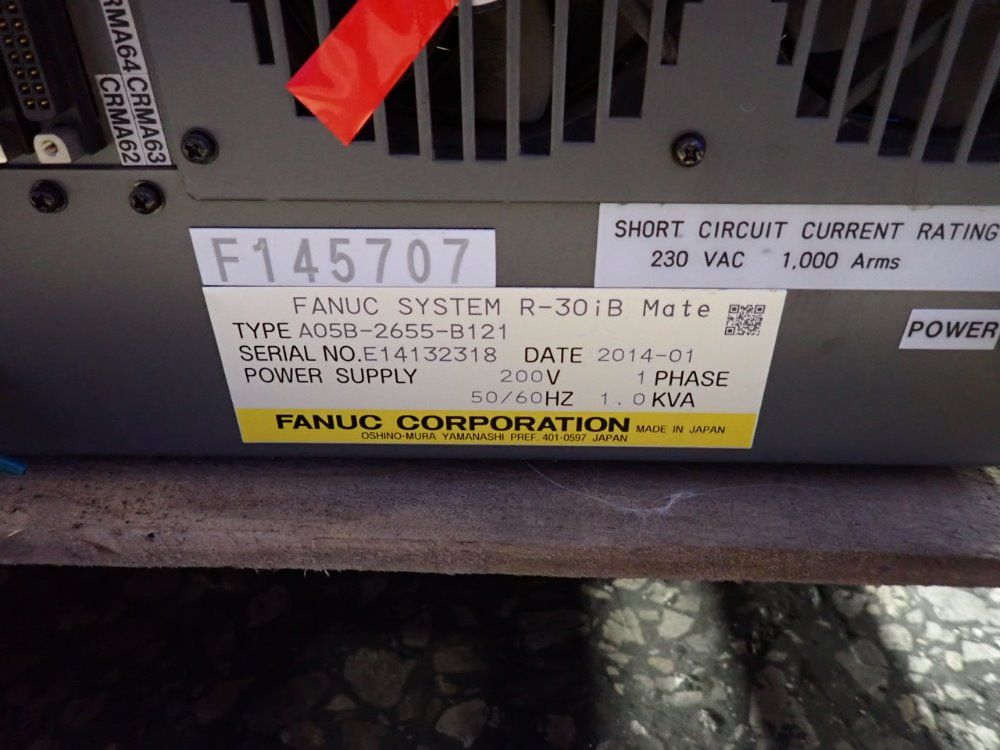 CRMA64
CRMA63
CRMA62
F145707
SHORT CIRCUIT CURRENT RATING
230 VAC 1,000 Arms
FANUC SYSTEM R-30iB Mate
TYPE A05B-2655-B121
SERIAL NO.E14132318 DATE 2014-01
POWER SUPPLY 200V 1 PHASE
50/60HZ 1.0KVA
FANUC CORPORATION MADE IN JAPAN
OSHINO-MURA YAMANASHI PREF. 401-0597 JAPAN
POWER